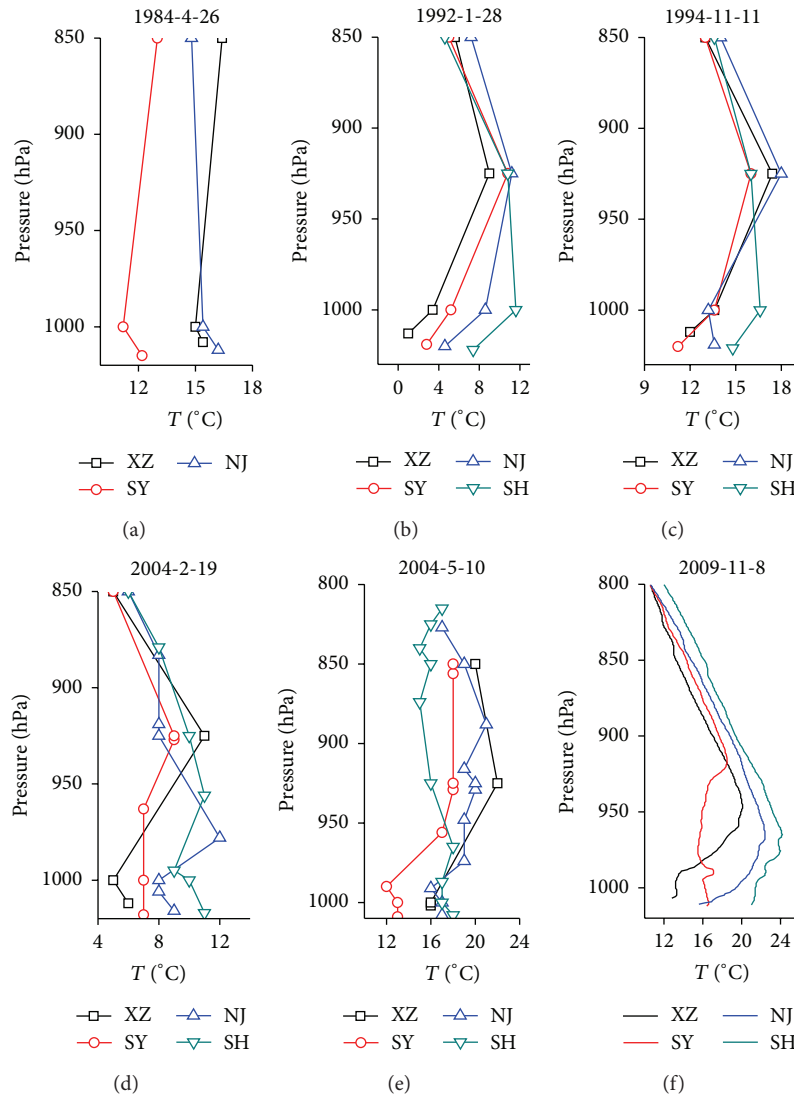 1984-4-26
850
900
950
1000
Pressure (hPa)
12 15 18
T (°C)
XZ NJ
SY
(a)
1992-1-28
850
900
950
1000
Pressure (hPa)
0 4 8 12
T (°C)
XZ NJ
SY SH
(b)
1994-11-11
850
900
950
1000
Pressure (hPa)
9 12 15 18
T (°C)
XZ NJ
SY SH
(c)
2004-2-19
850
900
950
1000
Pressure (hPa)
4 8 12
T (°C)
XZ NJ
SY SH
(d)
2004-5-10
800
850
900
950
1000
Pressure (hPa)
12 16 20 24
T (°C)
XZ NJ
SY SH
(e)
2009-11-8
800
850
900
950
1000
Pressure (hPa)
12 16 20 24
T (°C)
XZ NJ
SY SH
(f)